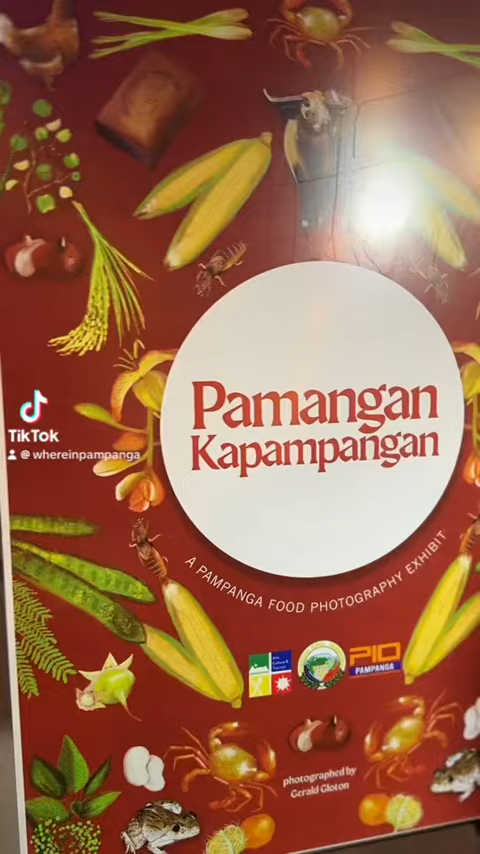 Pamangan
Kapampangan
TikTok
@whereinpampanga
A PAMPANGA FOOD PHOTOGRAPHY EXHIBIT
PIO
PAMPANGA
photographed by
Gerald Gloton